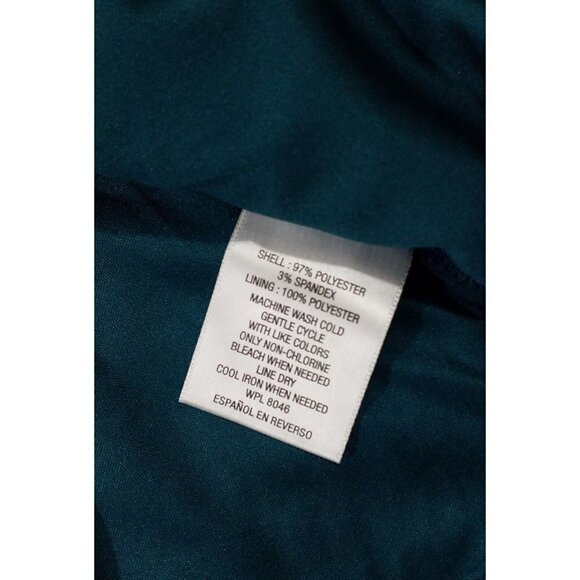 SHELL : 97% POLYESTER
3% SPANDEX
LINING : 100% POLYESTER
MACHINE WASH COLD
GENTLE CYCLE
WITH LIKE COLORS
ONLY NON-CHLORINE
BLEACH WHEN NEEDED
LINE DRY
COOL IRON WHEN NEEDED
WPL 8046
ESPAÑOL EN REVERSO